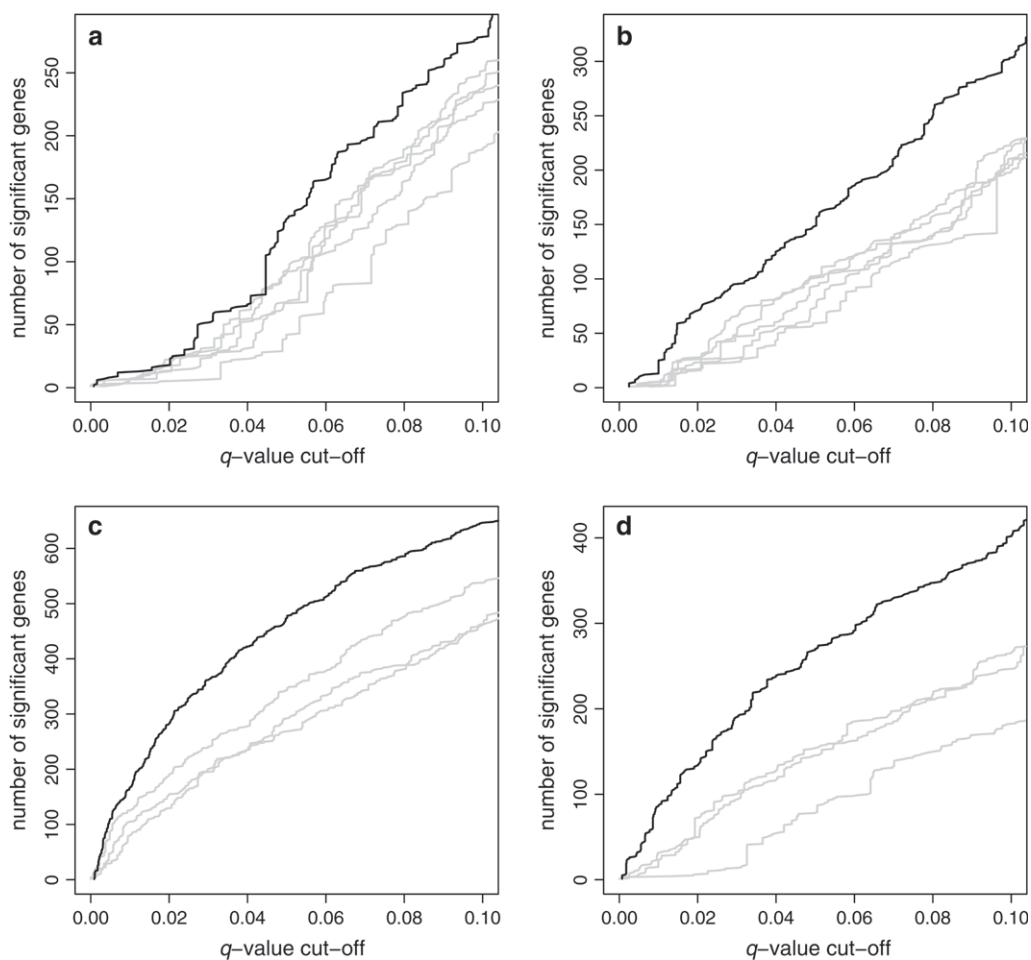 a
number of significant genes
0 50 100 150 200 250
0.00 0.02 0.04 0.06 0.08 0.10
q–value cut–off
b
number of significant genes
0 50 100 150 200 250 300
0.00 0.02 0.04 0.06 0.08 0.10
q–value cut–off
c
number of significant genes
0 100 200 300 400 500 600
0.00 0.02 0.04 0.06 0.08 0.10
q–value cut–off
d
number of significant genes
0 100 200 300 400
0.00 0.02 0.04 0.06 0.08 0.10
q–value cut–off